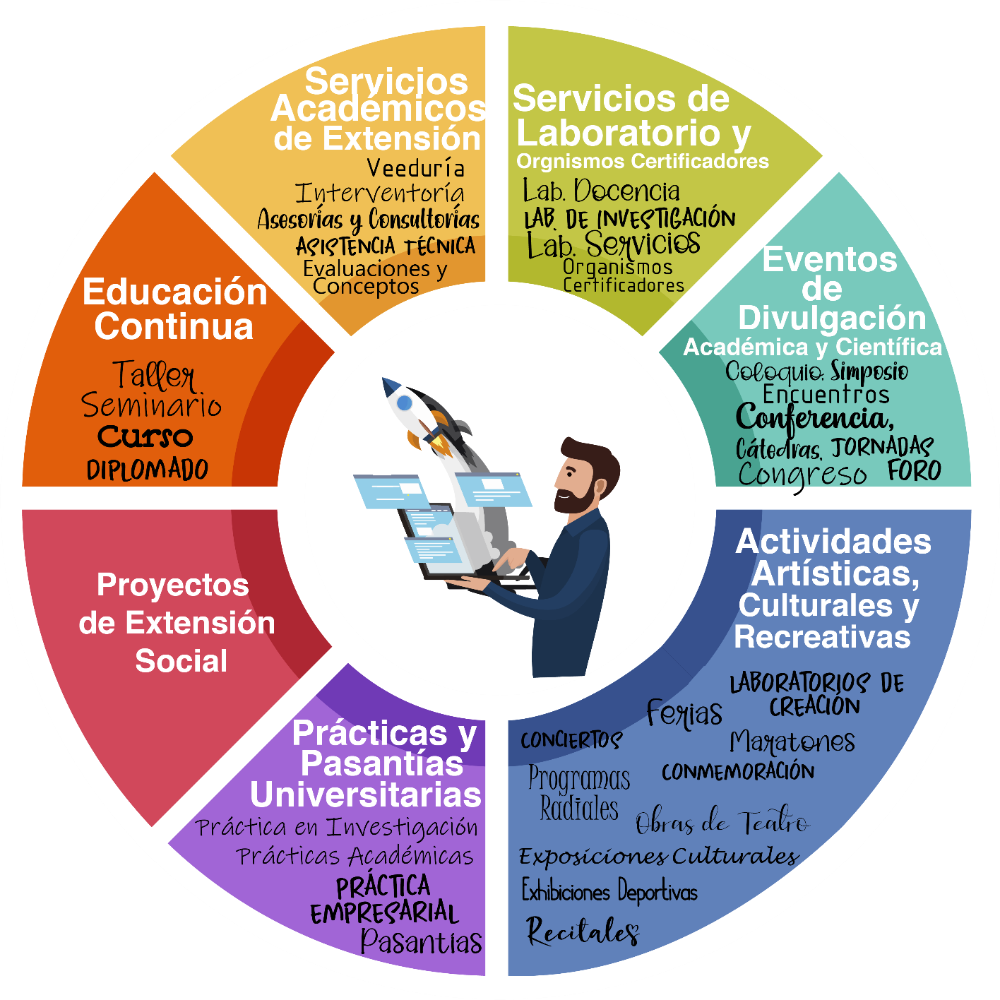 Servicios
Académicos
de Extensión
Veeduría
Interventoría
Asesorías y Consultorías
ASISTENCIA TÉCNICA
Evaluaciones y
Conceptos
Servicios de
Laboratorio y
Orgnismos Certificadores
Lab. Docencia
LAB. DE INVESTIGACIÓN
Lab. Servicios
Organismos
Certificadores
Eventos
de
Divulgación
Académica y Científica
Coloquio. Simposio
Encuentros
Conferencia,
Cátedras, JORNADAS
Congreso FORO
Actividades
Artísticas,
Culturales y
Recreativas
LABORATORIOS DE
CREACIÓN
Ferias
Maratones
CONCIERTOS
CONMEMORACIÓN
Programas
Radiales
Obras de Teatro
Exposiciones Culturales
Exhibiciones Deportivas
Recitales
Prácticas y
Pasantías
Universitarias
Práctica en Investigación
Prácticas Académicas
PRÁCTICA
EMPRESARIAL
Pasantías
Proyectos
de Extensión
Social
Educación
Continua
Taller
Seminario
Curso
DIPLOMADO